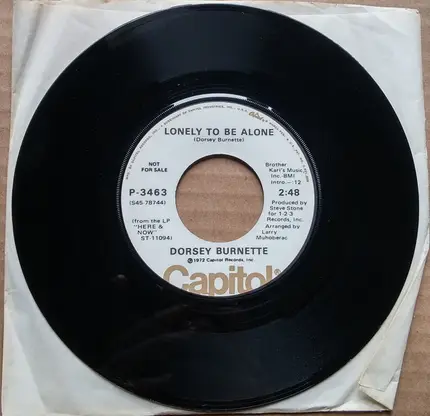 LONELY TO BE ALONE
(Dorsey Burnette)
NOT
FOR SALE
P-3463
(S45-78744)
(from the LP
"HERE &
NOW"
ST-11094)
Brother
Karl's Music,
Inc.-BMI
Intro.-:12
2:48
Produced by
Steve Stone
for 1-2-3
Records, Inc.
Arranged by
Larry
Muhoberac
DORSEY BURNETTE
Ⓟ1972 Capitol Records, Inc.
Capitol®